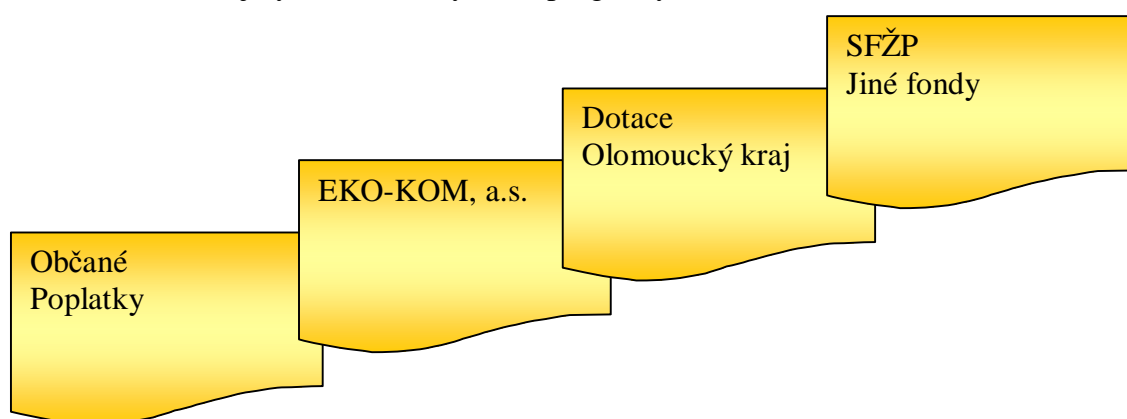 Občané
Poplatky
EKO-KOM, a.s.
Dotace
Olomoucký kraj
SFŽP
Jiné fondy